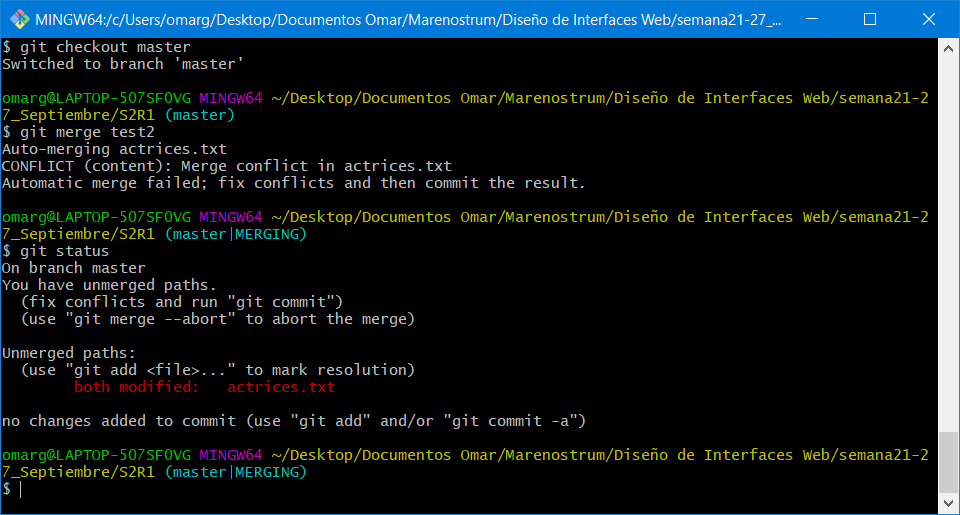 MINGW64:/c/Users/omarg/Desktop/Documentos Omar/Marenostrum/Diseño de Interfaces Web/semana21-27_...
$ git checkout master
Switched to branch 'master'
omarg@LAPTOP-507SF0VG MINGW64 ~/Desktop/Documentos Omar/Marenostrum/Diseño de Interfaces Web/semana21-2
7_Septiembre/S2R1 (master)
$ git merge test2
Auto-merging actrices.txt
CONFLICT (content): Merge conflict in actrices.txt
Automatic merge failed; fix conflicts and then commit the result.
omarg@LAPTOP-507SF0VG MINGW64 ~/Desktop/Documentos Omar/Marenostrum/Diseño de Interfaces Web/semana21-2
7_Septiembre/S2R1 (master|MERGING)
$ git status
On branch master
You have unmerged paths.
  (fix conflicts and run "git commit")
  (use "git merge --abort" to abort the merge)
Unmerged paths:
  (use "git add <file>..." to mark resolution)
        both modified:   actrices.txt
no changes added to commit (use "git add" and/or "git commit -a")
omarg@LAPTOP-507SF0VG MINGW64 ~/Desktop/Documentos Omar/Marenostrum/Diseño de Interfaces Web/semana21-2
7_Septiembre/S2R1 (master|MERGING)
$